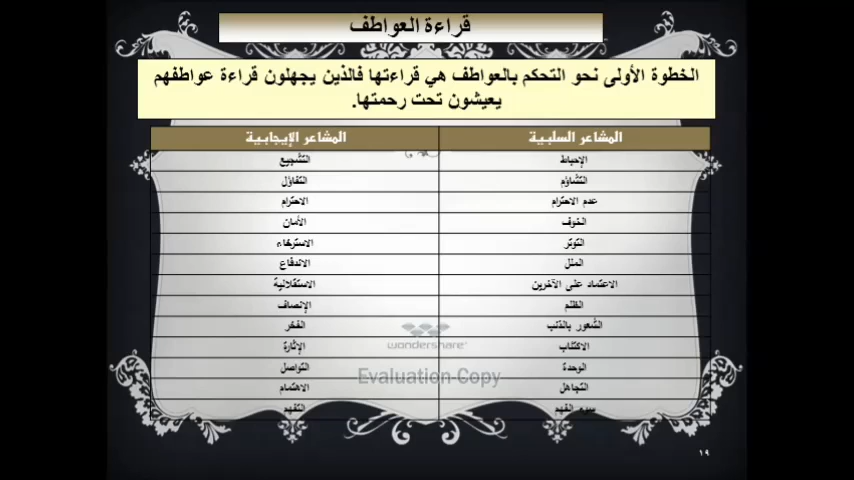 قراءة العواطف
الخطوة الأولى نحو التحكم بالعواطف هي قراءتها فالذين يجهلون قراءة عواطفهم
يعيشون تحت رحمتها.
المشاعر السلبية المشاعر الإيجابية
الإحباط التشجيع
التشاؤم التفاؤل
عدم الاحترام الاحترام
الخوف الأمان
التوتر الاسترخاء
الملل الاندفاع
الاعتماد على الآخرين الاستقلالية
الظلم الإنصاف
الشعور بالذنب الفخر
الاكتئاب الإثارة
الوحدة التواصل
التجاهل الاهتمام
سوء الفهم التفهم
wondershare
Evaluation Copy
١٩